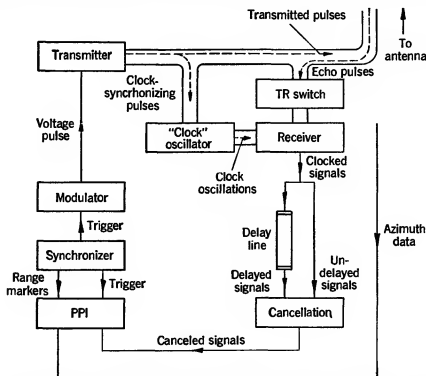 Transmitted pulses
To
antenna
Transmitter
Echo pulses
Clock-
syncrhonizing
pulses
TR switch
Voltage
pulse
"Clock"
oscillator
Receiver
Clocked
signals
Clock
oscillations
Modulator
Trigger
Delay
line
Azimuth
data
Synchronizer
Un-
delayed
signals
Range
markers
Trigger
Delayed
signals
PPI
Cancellation
Canceled signals